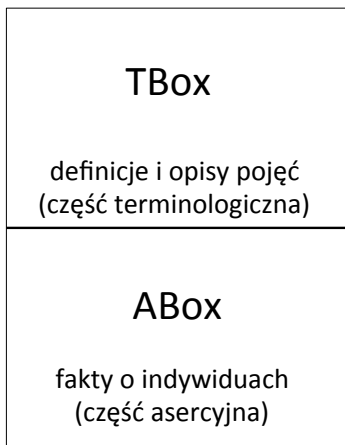 TBox
definicje i opisy pojęć
(część terminologiczna)
ABox
fakty o indywiduach
(część asercyjna)